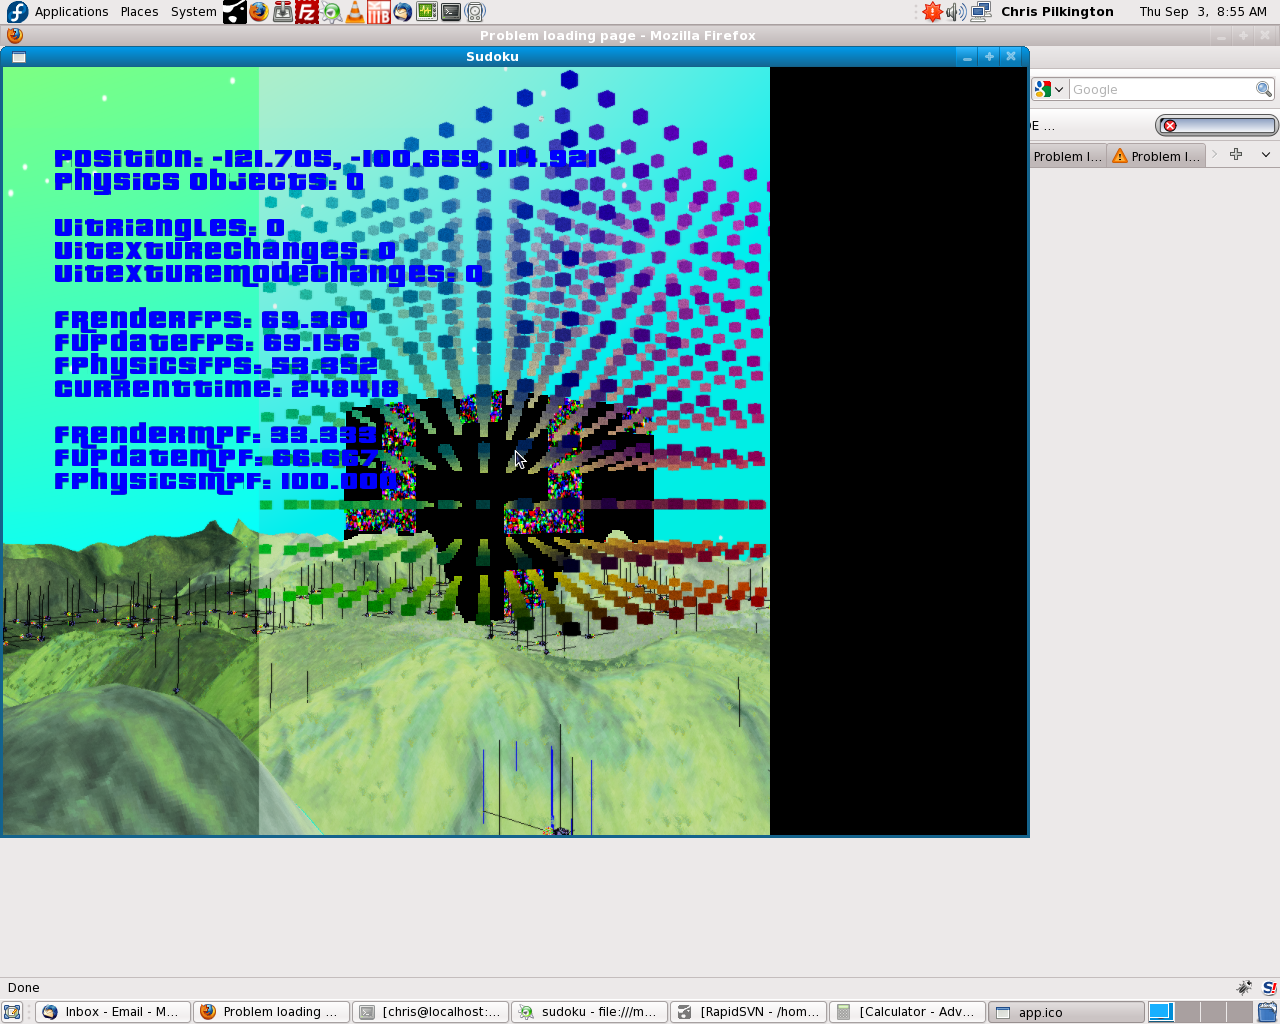 Applications Places System Chris Pilkington Thu Sep 3, 8:55 AM
Problem loading page - Mozilla Firefox
Sudoku
Google
DE ...
Problem l... Problem l...
Position: -121.705, -100.659, 114.921
Physics objects: 0
uiTriangles: 0
uiTextureChanges: 0
uiTextureModeChanges: 0
fRenderFPS: 69.360
fUpdateFPS: 69.156
fPhysicsFPS: 53.352
CurrentTime: 248418
fRenderMPF: 33.333
fUpdateMPF: 66.667
fPhysicsMPF: 100.000
Done
Inbox - Email - M... Problem loading ... [chris@localhost:... sudoku - file:///m... [RapidSVN - /hom... [Calculator - Adv... app.ico